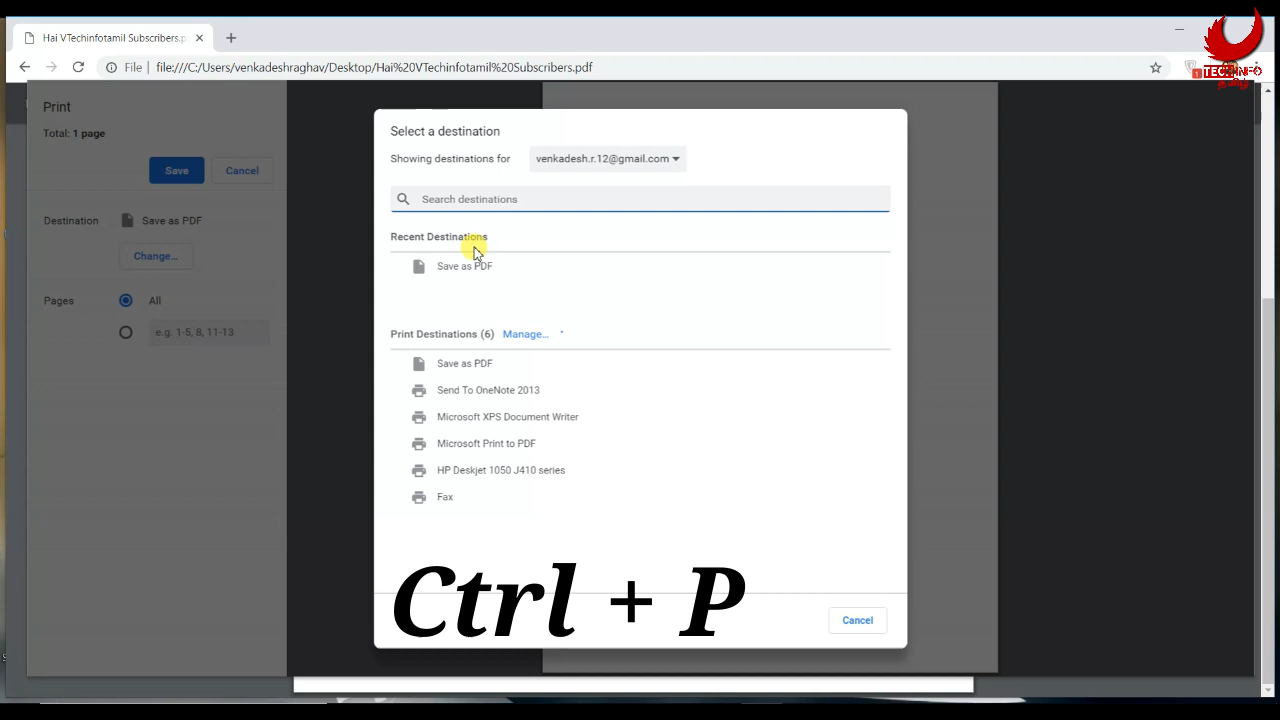 Hai VTechinfotamil Subscribers.p
File | file:///C:/Users/venkadeshraghav/Desktop/Hai%20VTechinfotamil%20Subscribers.pdf
1
TECHINFO
தமிழ்
Print
Total: 1 page
Save
Cancel
Destination
Save as PDF
Change...
Pages
All
e.g. 1-5, 8, 11-13
Select a destination
Showing destinations for
venkadesh.r.12@gmail.com
Search destinations
Recent Destinations
Save as PDF
Print Destinations (6) Manage...
Save as PDF
Send To OneNote 2013
Microsoft XPS Document Writer
Microsoft Print to PDF
HP Deskjet 1050 J410 series
Fax
Ctrl + P
Cancel